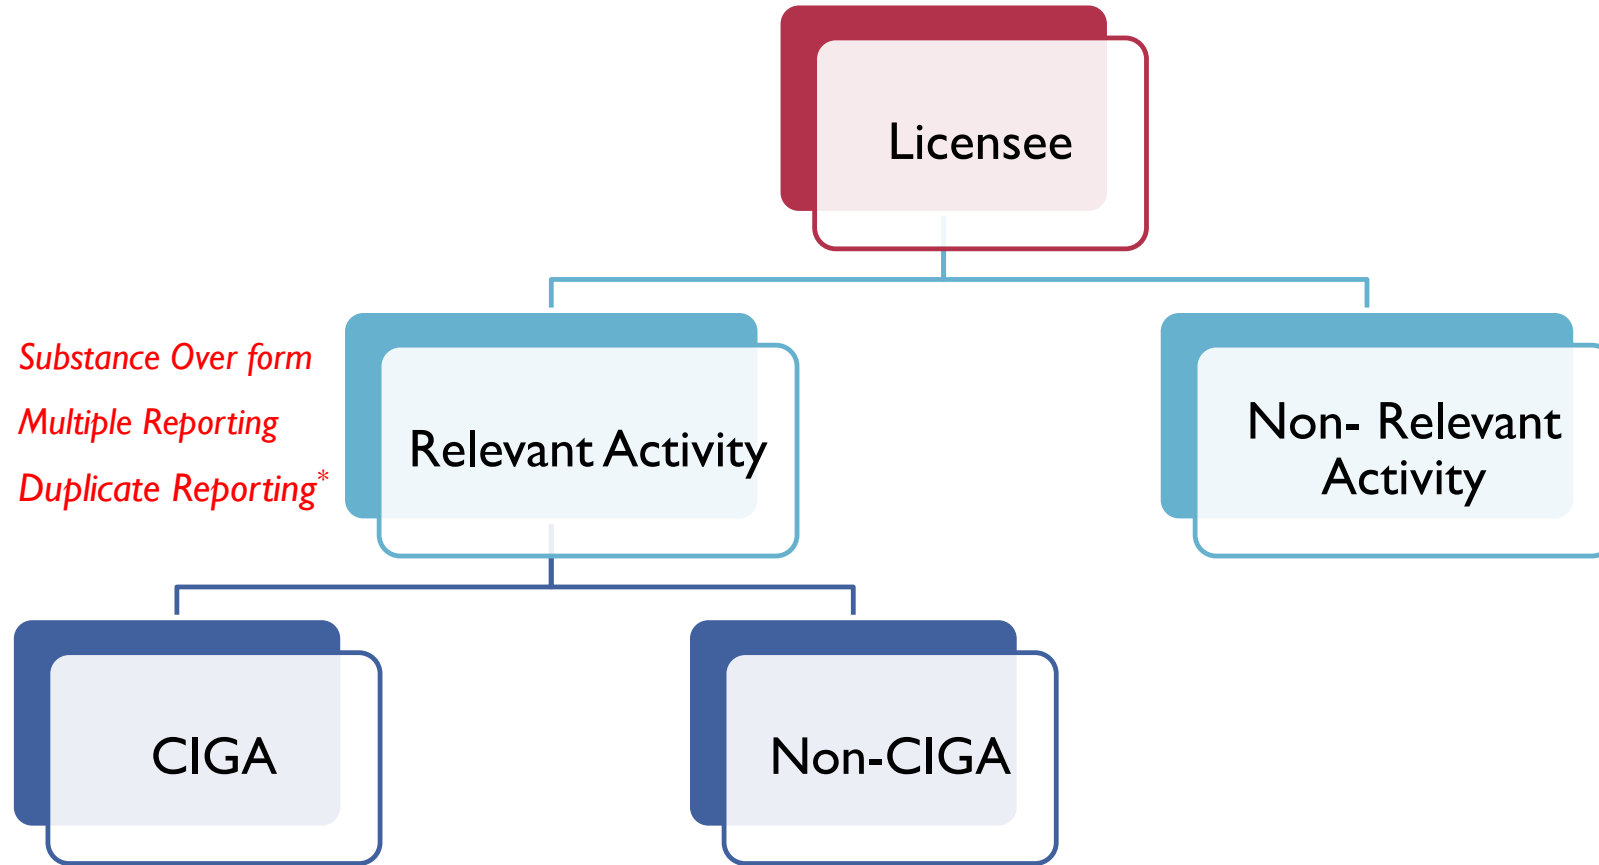 Licensee
Substance Over form
Multiple Reporting
Duplicate Reporting*
Relevant Activity
Non- Relevant
Activity
CIGA
Non-CIGA